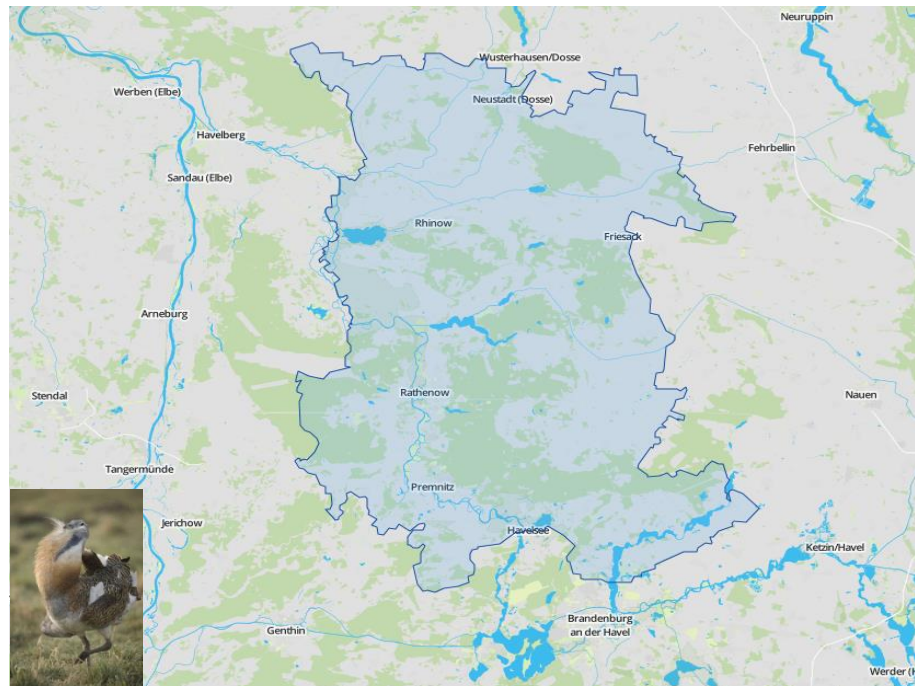 Neuruppin
Wusterhausen/Dosse
Werben (Elbe)
Neustadt (Dosse)
Havelberg
Fehrbellin
Sandau (Elbe)
Rhinow
Friesack
Arneburg
Stendal
Rathenow
Nauen
Tangermünde
Premnitz
Jerichow
Havelsee
Ketzin/Havel
Genthin
Brandenburg
an der Havel
Werder (H